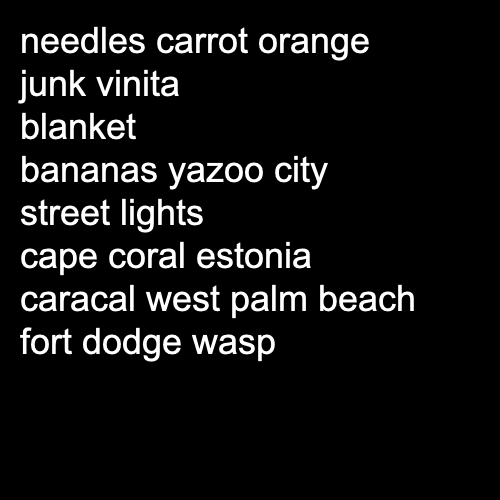 needles carrot orange
junk vinita
blanket
bananas yazoo city
street lights
cape coral estonia
caracal west palm beach
fort dodge wasp